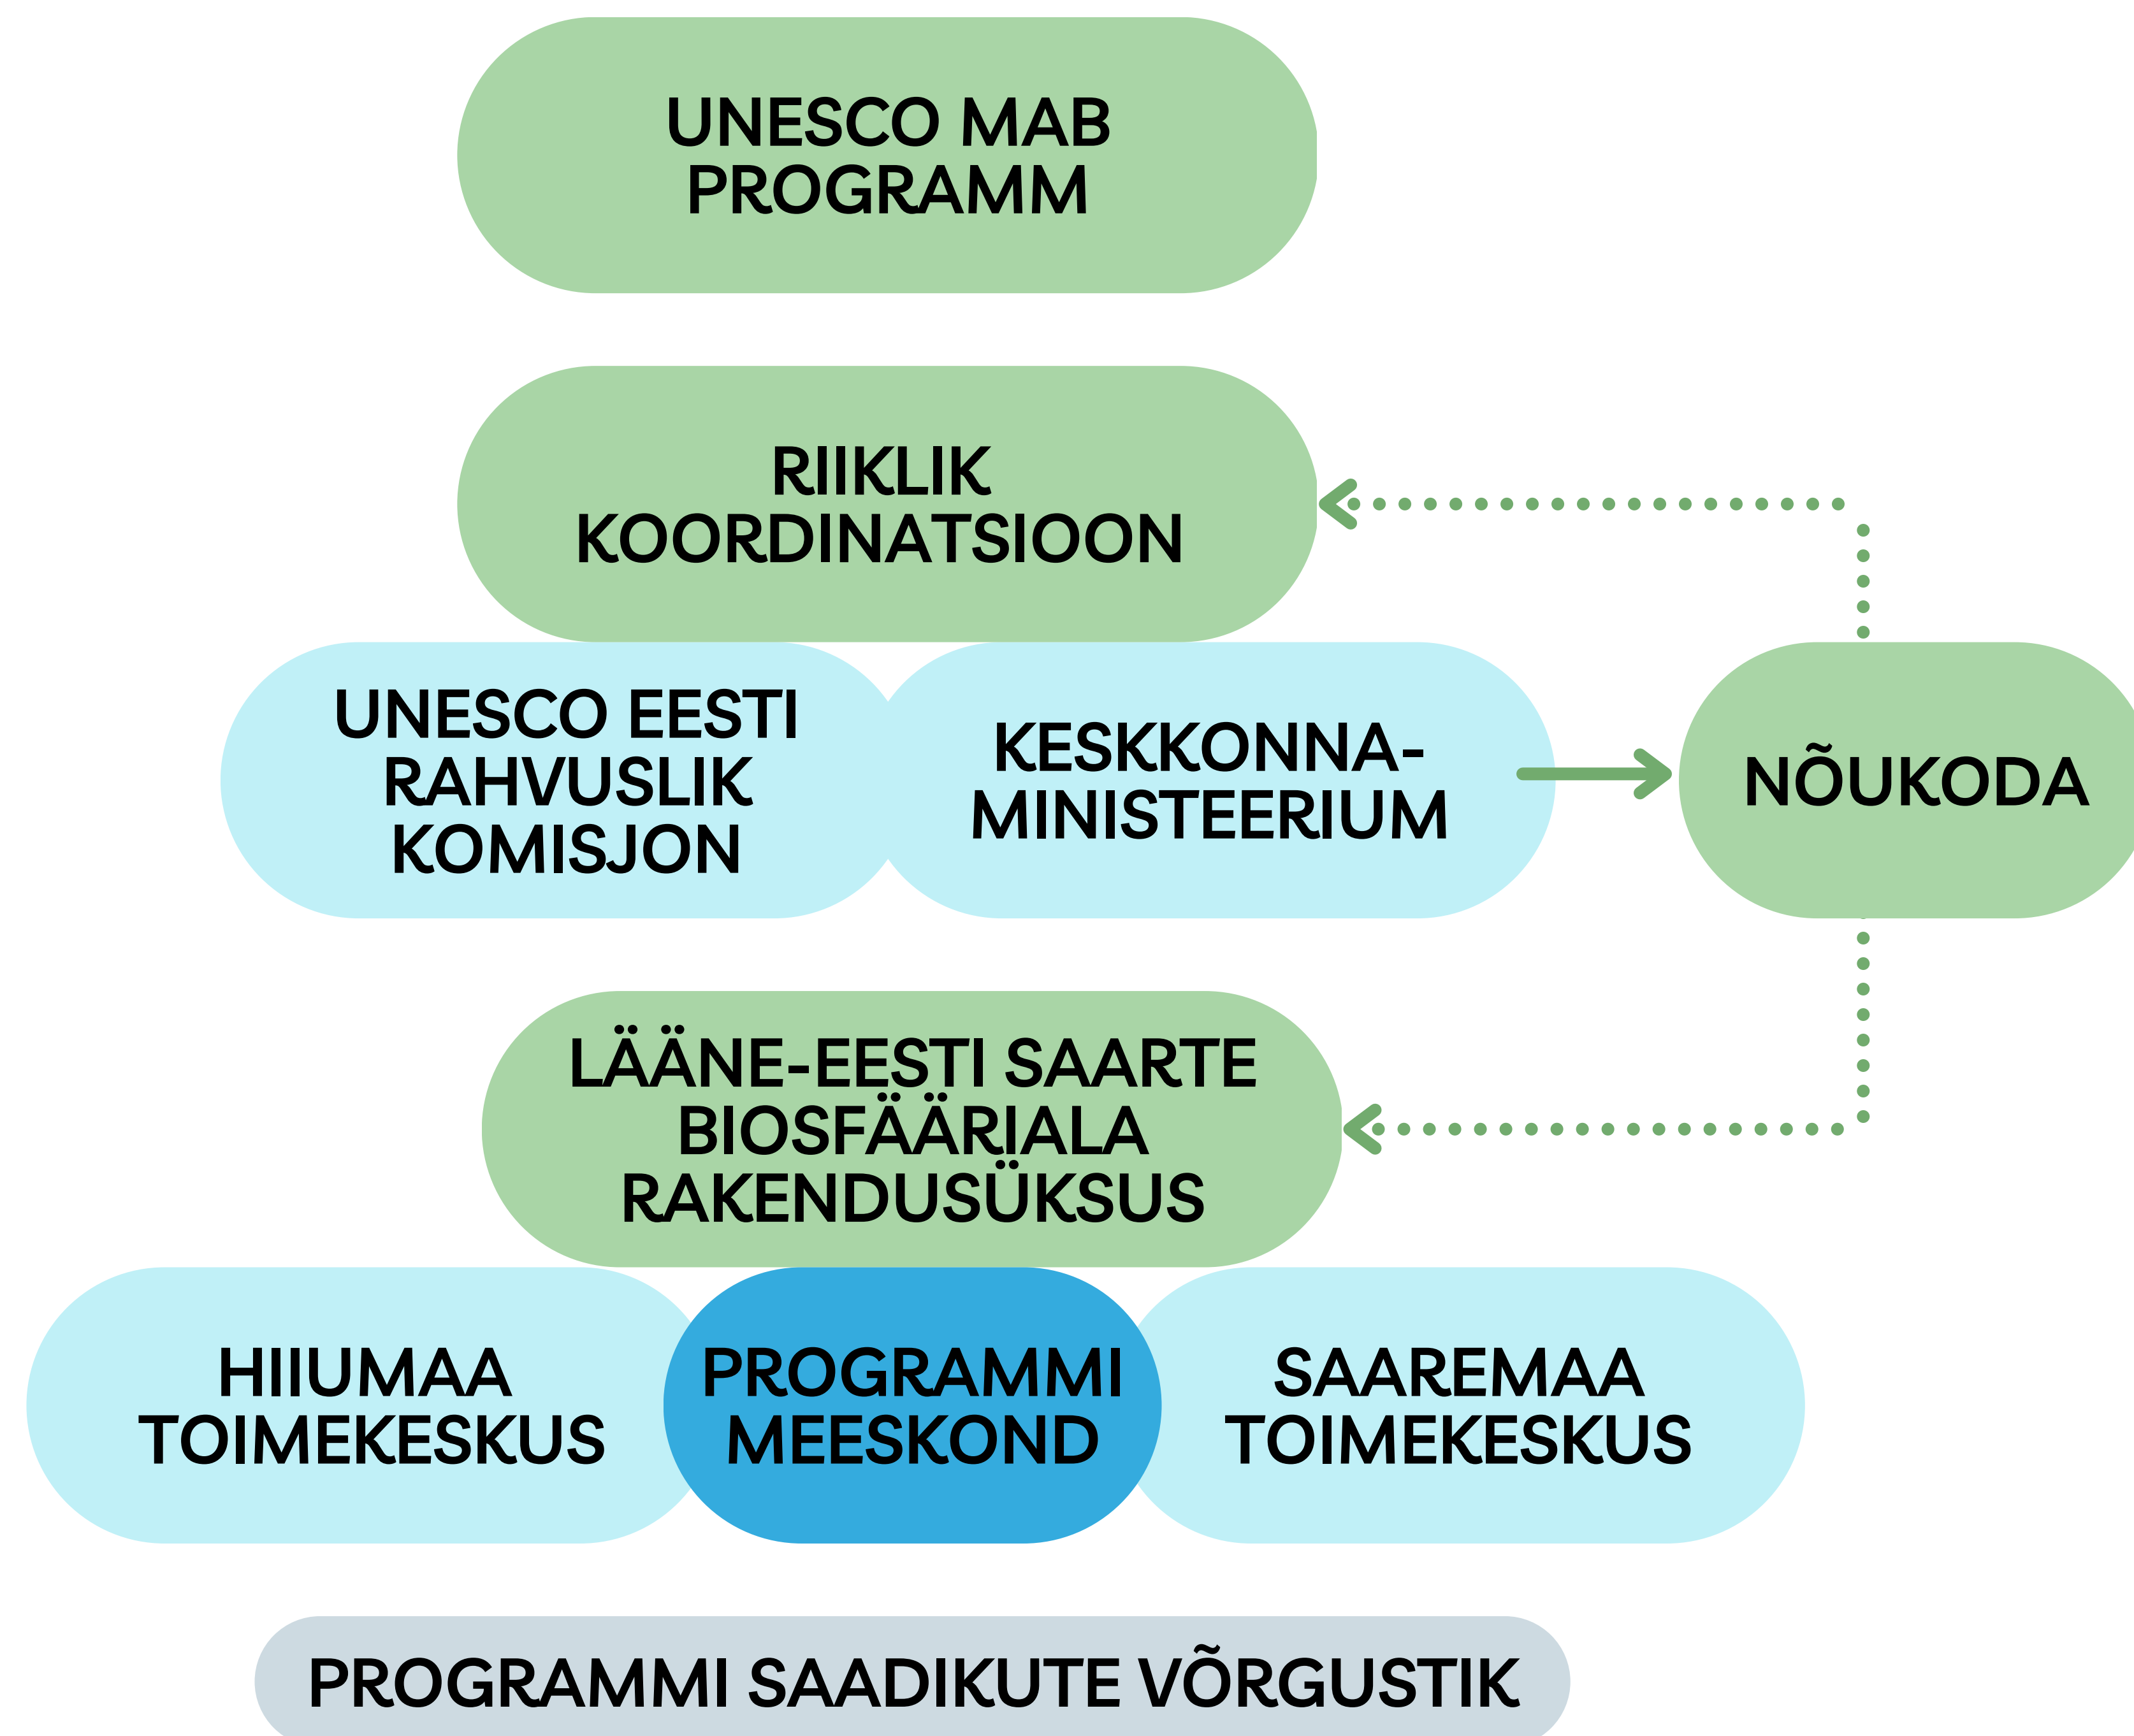 UNESCO MAB
PROGRAMM
RIIKLIK
KOORDINATSIOON
UNESCO EESTI
RAHVUSLIK
KOMISJON
KESKKONNA-
MINISTEERIUM
NÕUKODA
LÄÄNE-EESTI SAARTE
BIOSFÄÄRIALA
RAKENDUSÜKSUS
HIIUMAA
TOIMEKESKUS
PROGRAMMI
MEESKOND
SAAREMAA
TOIMEKESKUS
PROGRAMMI SAADIKUTE VÕRGUSTIK